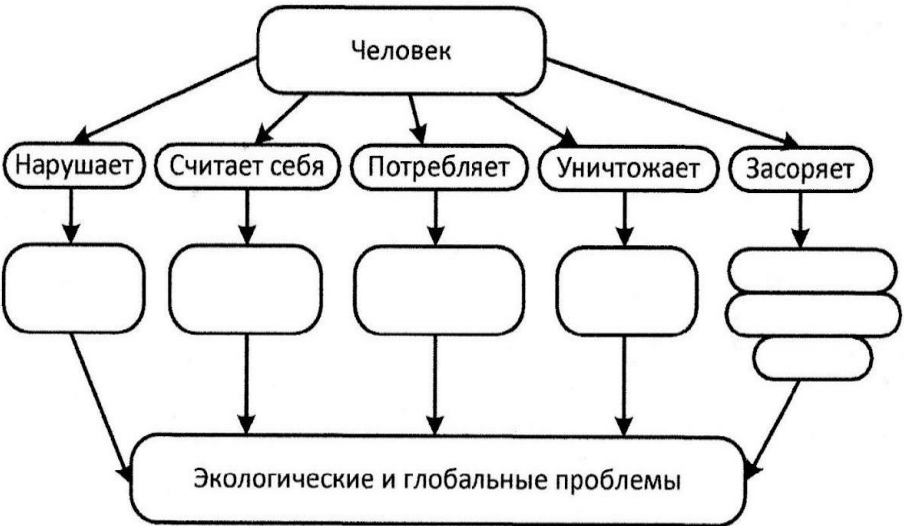 Человек
Нарушает
Считает себя
Потребляет
Уничтожает
Засоряет
Экологические и глобальные проблемы